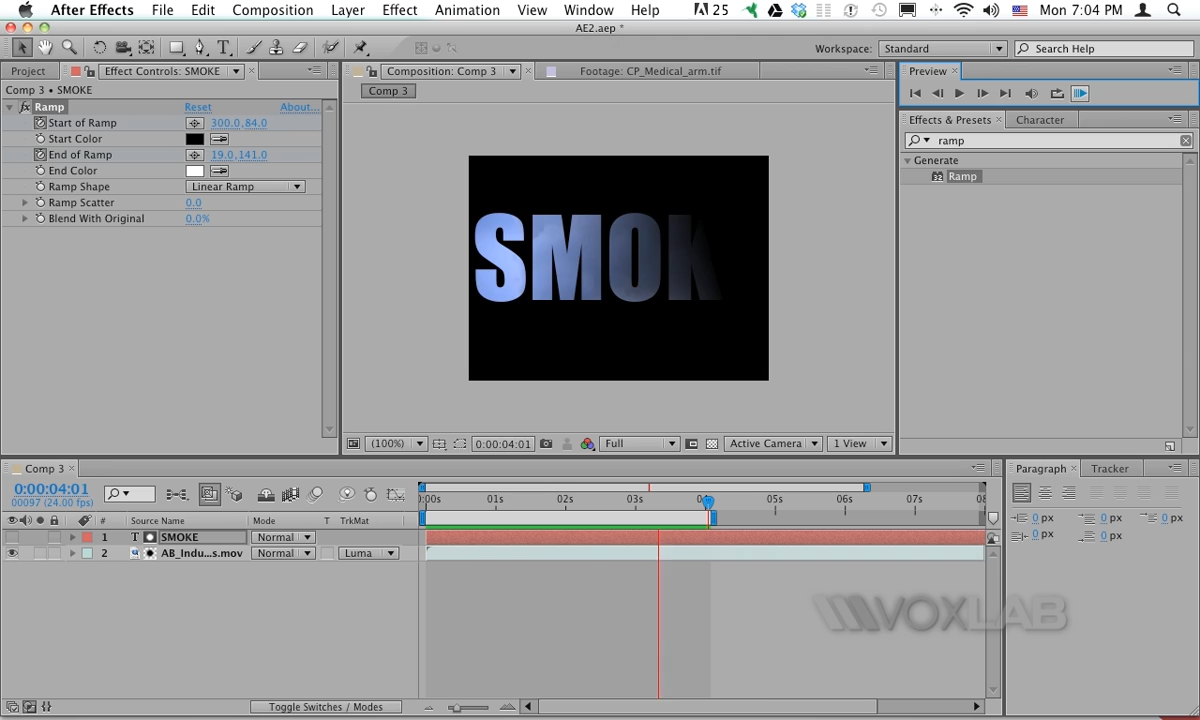 After Effects File Edit Composition Layer Effect Animation View Window Help 25 Mon 7:04 PM
AE2.aep *
Workspace: Standard Search Help
Project Effect Controls: SMOKE Composition: Comp 3 Footage: CP_Medical_arm.tif Preview
Comp 3 • SMOKE
Comp 3
fx Ramp Reset About...
Start of Ramp 300.0,84.0
Start Color
End of Ramp 19.0,141.0
End Color
Ramp Shape Linear Ramp
Ramp Scatter 0.0
Blend With Original 0.0%
SMOK
Effects & Presets Character
ramp
Generate
32 Ramp
(100%) 0:00:04:01 Full Active Camera 1 View
Comp 3
0:00:04:01
00097 (24.00 fps)
:00s 01s 02s 03s 05s 06s 07s 08
# Source Name Mode T TrkMat
1 T SMOKE Normal
2 AB_Indu...s.mov Normal Luma
Toggle Switches / Modes
Paragraph Tracker
0 px 0 px 0 px
0 px 0 px
VOXLAB